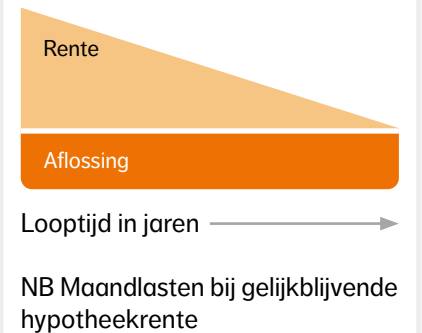 Rente
Aflossing
Looptijd in jaren
NB Maandlasten bij gelijkblijvende
hypotheekrente